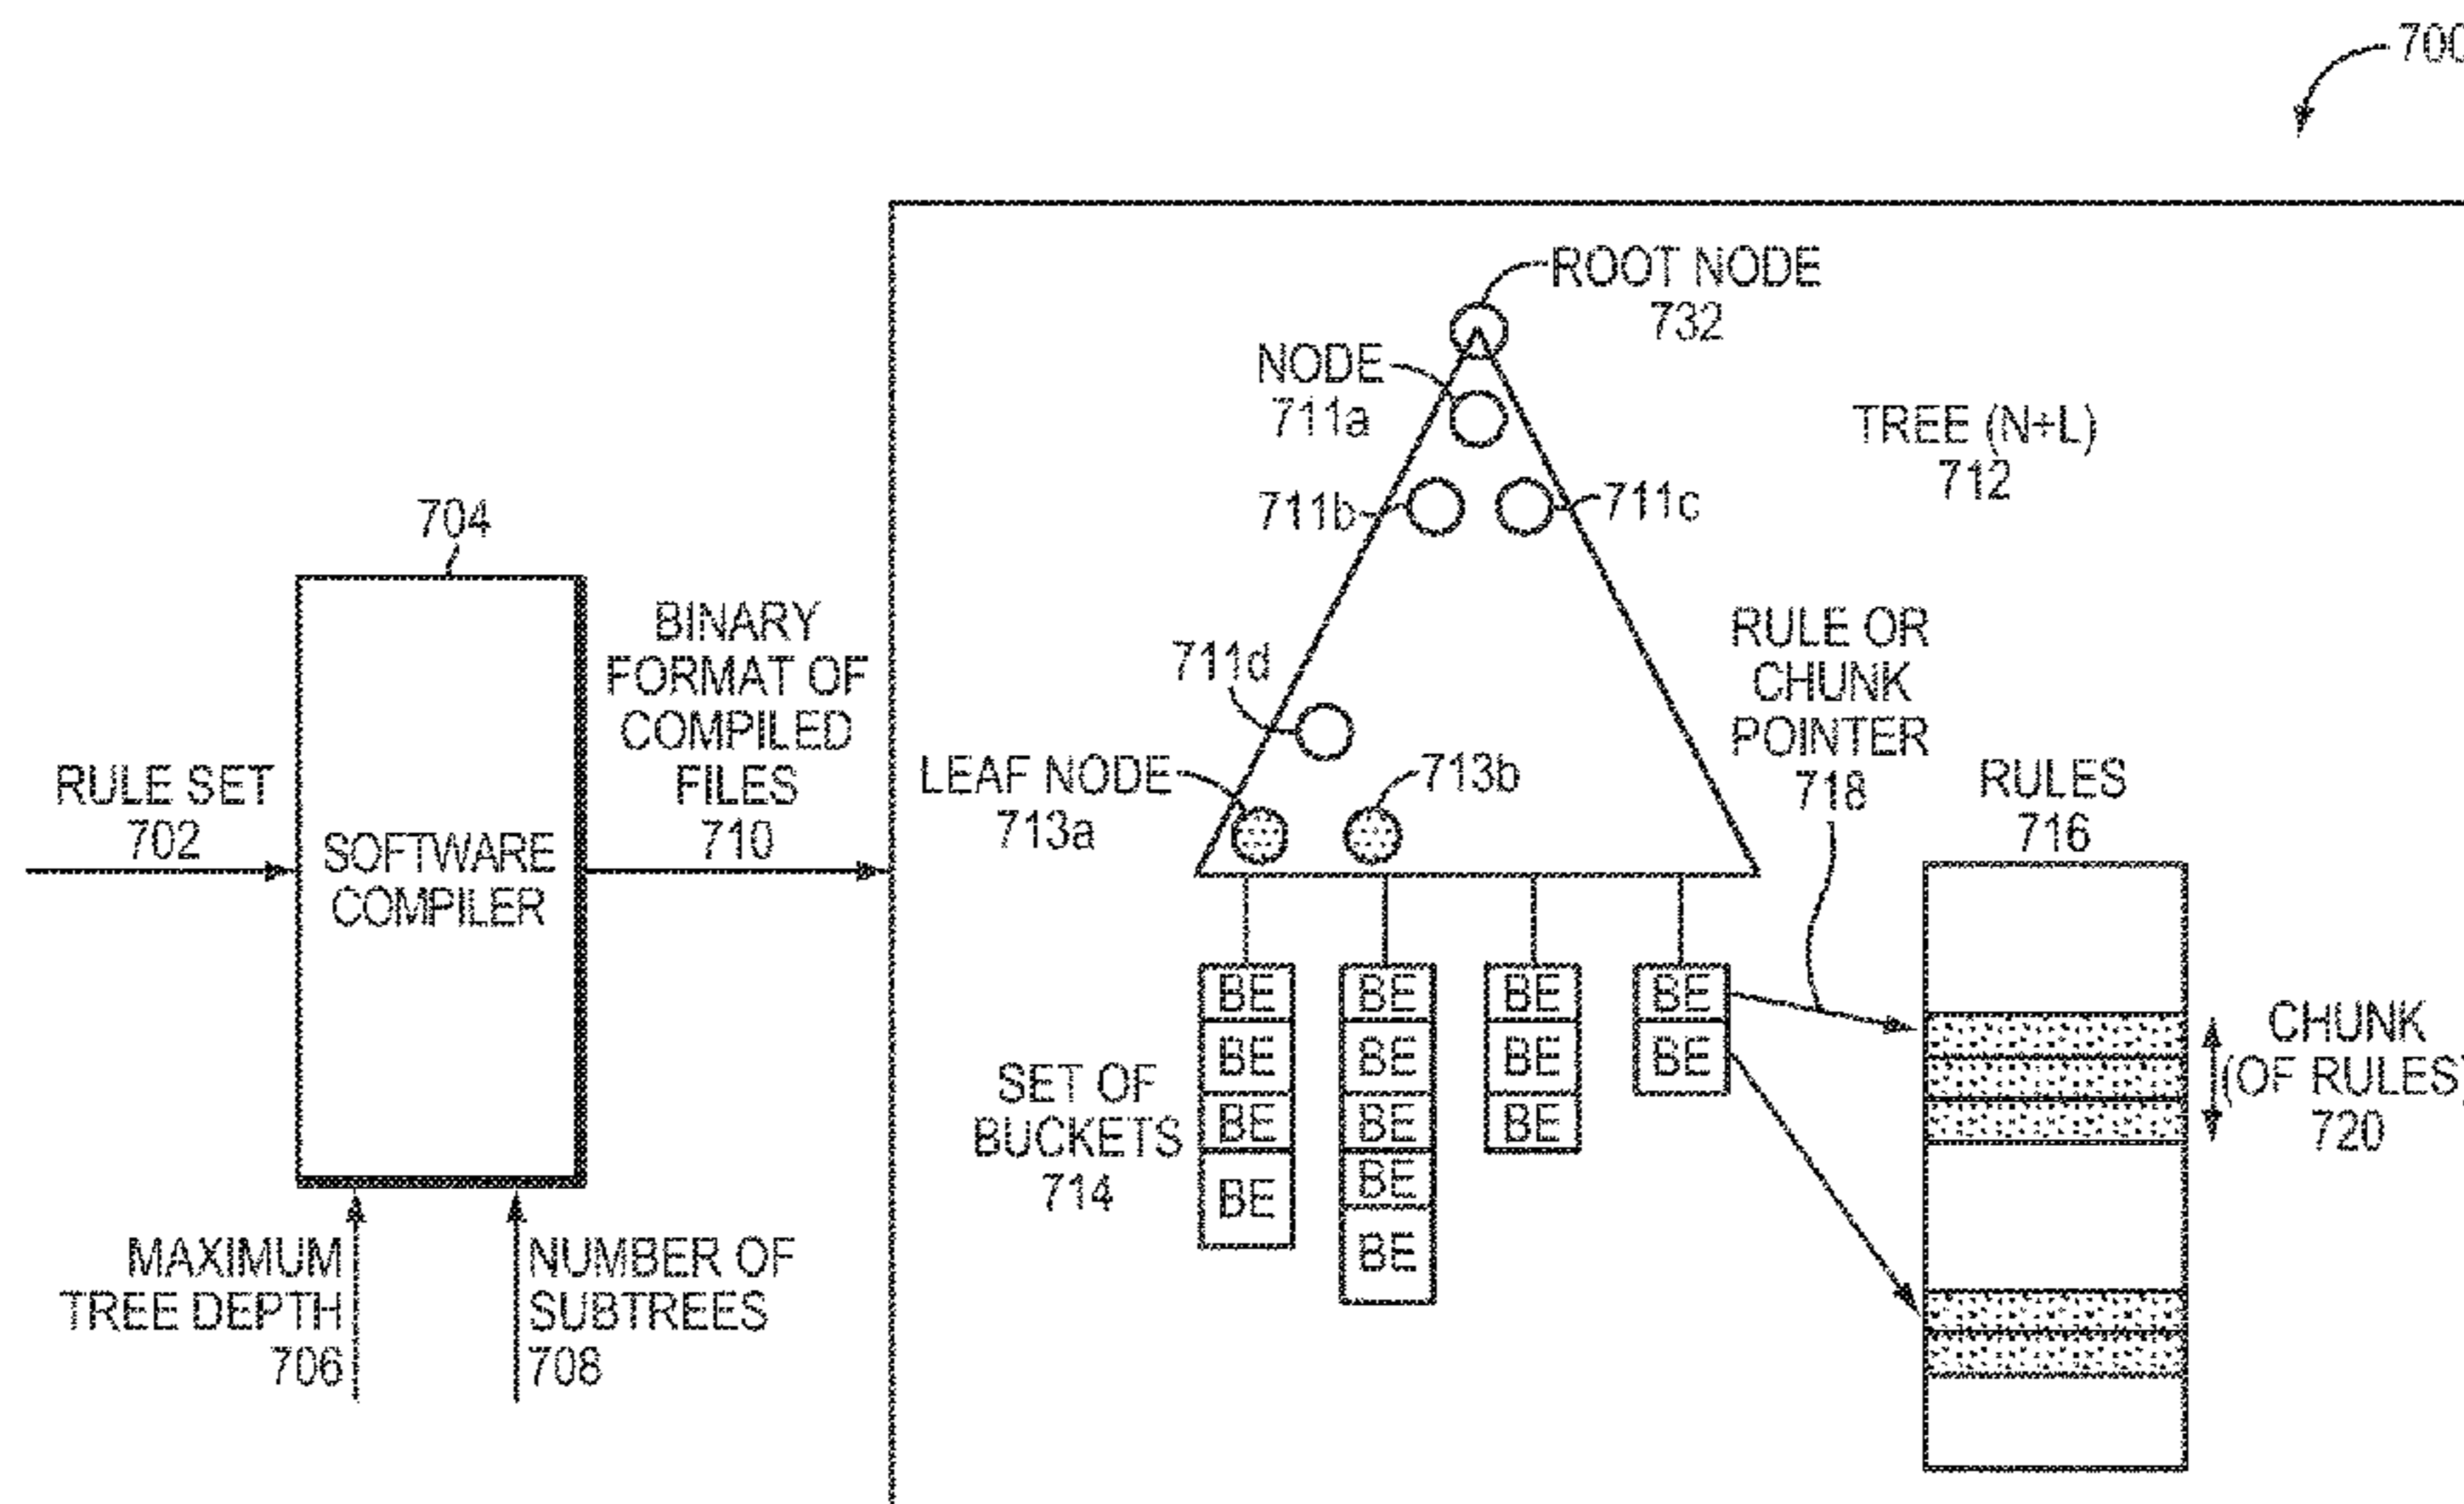 700
ROOT NODE
732
NODE
711a
TREE (N+L)
712
711b
711c
704
BINARY
FORMAT OF
COMPILED
FILES
710
RULE OR
CHUNK
POINTER
718
711d
RULE SET
702
SOFTWARE
COMPILER
LEAF NODE
713a
713b
RULES
716
BE BE BE BE
BE BE BE BE
BE BE BE
BE BE
BE
SET OF
BUCKETS
714
CHUNK
(OF RULES)
720
MAXIMUM
TREE DEPTH
706
NUMBER OF
SUBTREES
708